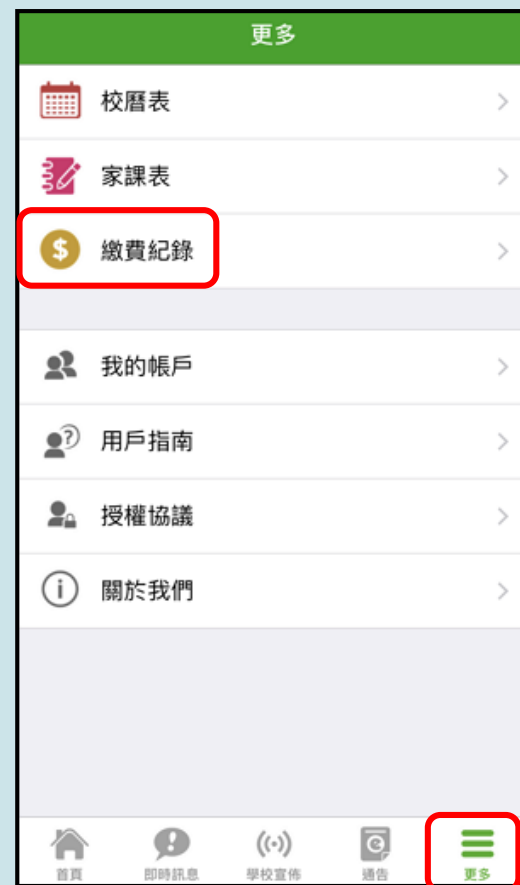 更多
校曆表
家課表
$ 繳費紀錄
我的帳戶
? 用戶指南
授權協議
i 關於我們
首頁 即時訊息 學校宣佈 通告 更多